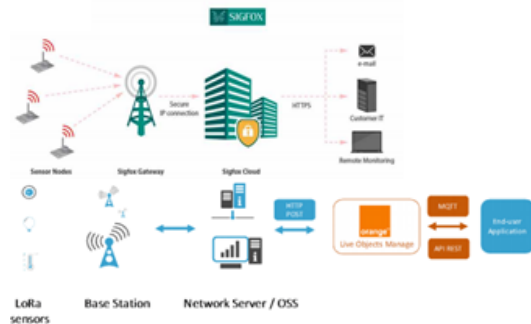 SIGFOX
e-mail
Secure
IP connection
HTTPS
Customer IT
Remote Monitoring
Sensor Nodes
Sigfox Gateway
Sigfox Cloud
HTTP
POST
orange
Live Objects Manage
MQTT
API REST
End-user
Application
LoRa
sensors
Base Station
Network Server / OSS